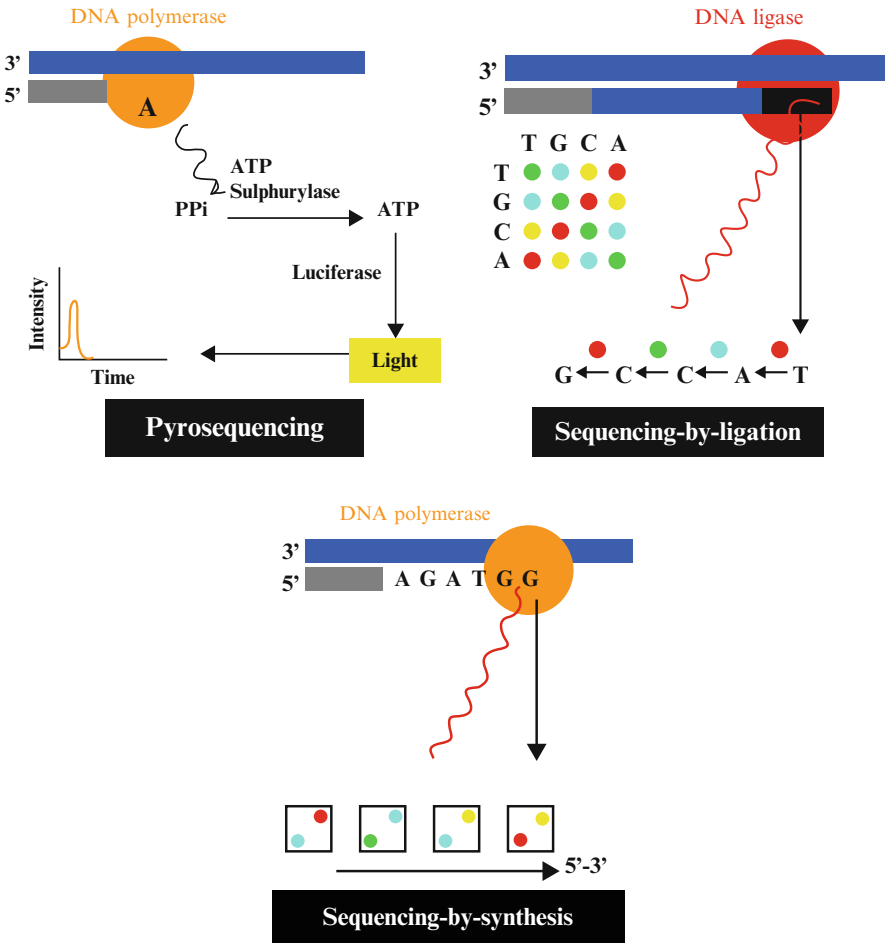 DNA polymerase
3’
5’
A
ATP
Sulphurylase
PPi
ATP
Luciferase
Intensity
Time
Light
Pyrosequencing
DNA ligase
3’
5’
T G C A
T
G
C
A
G C C A T
Sequencing-by-ligation
DNA polymerase
3’
5’
A G A T G G
5’-3’
Sequencing-by-synthesis